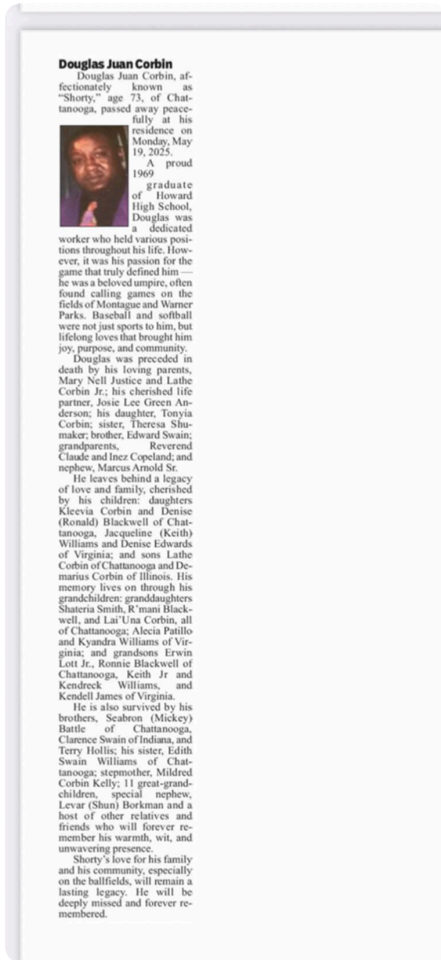 Douglas Juan Corbin
Douglas Juan Corbin, af-
fectionately known as
“Shorty,” age 73, of Chat-
tanooga, passed away peace-
fully at his
residence on
Monday, May
19, 2025.
A proud
1969
graduate
of Howard
High School,
Douglas was
a dedicated
worker who held various posi-
tions throughout his life. How-
ever, it was his passion for the
game that truly defined him —
he was a beloved umpire, often
found calling games on the
fields of Montague and Warner
Parks. Baseball and softball
were not just sports to him, but
lifelong loves that brought him
joy, purpose, and community.
Douglas was preceded in
death by his loving parents,
Mary Nell Justice and Lathe
Corbin Jr.; his cherished life
partner, Josie Lee Green An-
derson; his daughter, Tonyia
Corbin; sister, Theresa Shu-
maker; brother, Edward Swain;
grandparents, Reverend
Claude and Inez Copeland; and
nephew, Marcus Arnold Sr.
He leaves behind a legacy
of love and family, cherished
by his children: daughters
Kleevia Corbin and Denise
(Ronald) Blackwell of Chat-
tanooga, Jacqueline (Keith)
Williams and Denise Edwards
of Virginia; and sons Lathe
Corbin of Chattanooga and De-
marius Corbin of Illinois. His
memory lives on through his
grandchildren: granddaughters
Shateria Smith, R’mani Black-
well, and Lai’Una Corbin, all
of Chattanooga; Alecia Patillo
and Kyandra Williams of Vir-
ginia; and grandsons Erwin
Lott Jr., Ronnie Blackwell of
Chattanooga, Keith Jr and
Kendreck Williams, and
Kendell James of Virginia.
He is also survived by his
brothers, Seabron (Mickey)
Battle of Chattanooga,
Clarence Swain of Indiana, and
Terry Hollis; his sister, Edith
Swain Williams of Chat-
tanooga; stepmother, Mildred
Corbin Kelly; 11 great-grand-
children, special nephew,
Levar (Shun) Borkman and a
host of other relatives and
friends who will forever re-
member his warmth, wit, and
unwavering presence.
Shorty’s love for his family
and his community, especially
on the ballfields, will remain a
lasting legacy. He will be
deeply missed and forever re-
membered.